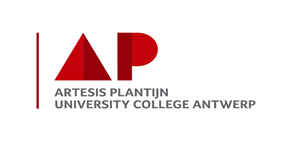 AP
ARTESIS PLANTIJN
UNIVERSITY COLLEGE ANTWERP